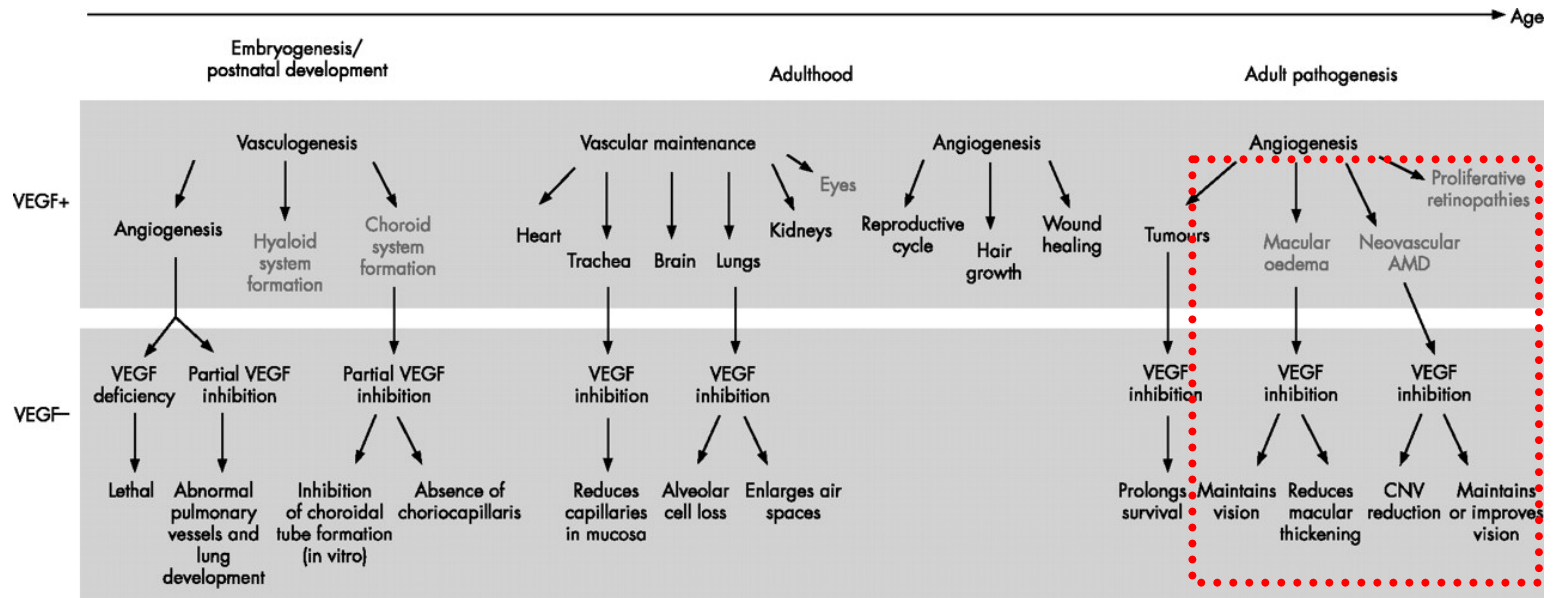 Age
Embryogenesis/
postnatal development
Adulthood
Adult pathogenesis
VEGF+
Vasculogenesis
Angiogenesis
Hyaloid
system
formation
Choroid
system
formation
Vascular maintenance
Heart
Trachea
Brain
Lungs
Kidneys
Eyes
Angiogenesis
Reproductive
cycle
Hair
growth
Wound
healing
Angiogenesis
Tumours
Macular
oedema
Neovascular
AMD
Proliferative
retinopathies
VEGF—
VEGF
deficiency
Partial VEGF
inhibition
Partial VEGF
inhibition
VEGF
inhibition
VEGF
inhibition
VEGF
inhibition
VEGF
inhibition
VEGF
inhibition
Lethal
Abnormal
pulmonary
vessels and
lung
development
Inhibition
of choroidal
tube formation
(in vitro)
Absence of
choriocapillaris
Reduces
capillaries
in mucosa
Alveolar
cell loss
Enlarges air
spaces
Prolongs
survival
Maintains
vision
Reduces
macular
thickening
CNV
reduction
Maintains
or improves
vision